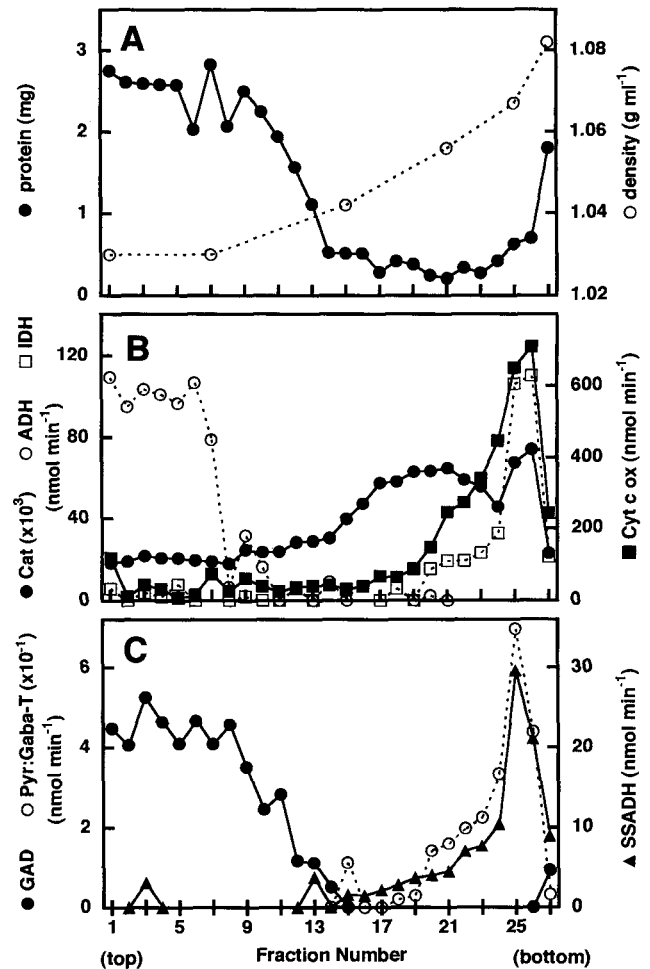 A
● protein (mg)
3
2
1
0
1.08
1.06
1.04
1.02
○ density (g ml⁻¹)
B
● Cat (x10³) ○ ADH □ IDH
(nmol min⁻¹)
120
80
40
0
600
400
200
0
■ Cyt c ox (nmol min⁻¹)
C
● GAD ○ Pyr:Gaba-T (x10⁻¹)
(nmol min⁻¹)
6
4
2
0
30
20
10
0
▲ SSADH (nmol min⁻¹)
1 5 9 13 17 21 25
(top) Fraction Number (bottom)